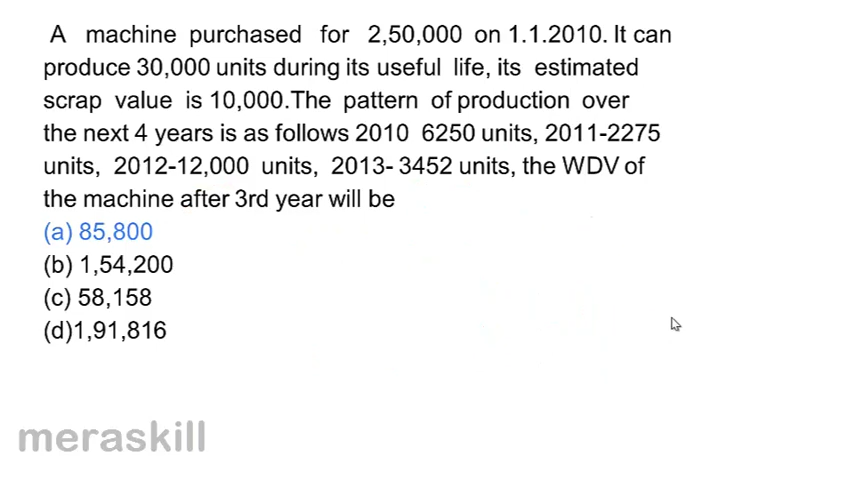 A machine purchased for 2,50,000 on 1.1.2010. It can
produce 30,000 units during its useful life, its estimated
scrap value is 10,000.The pattern of production over
the next 4 years is as follows 2010 6250 units, 2011-2275
units, 2012-12,000 units, 2013- 3452 units, the WDV of
the machine after 3rd year will be
(a) 85,800
(b) 1,54,200
(c) 58,158
(d)1,91,816
meraskill